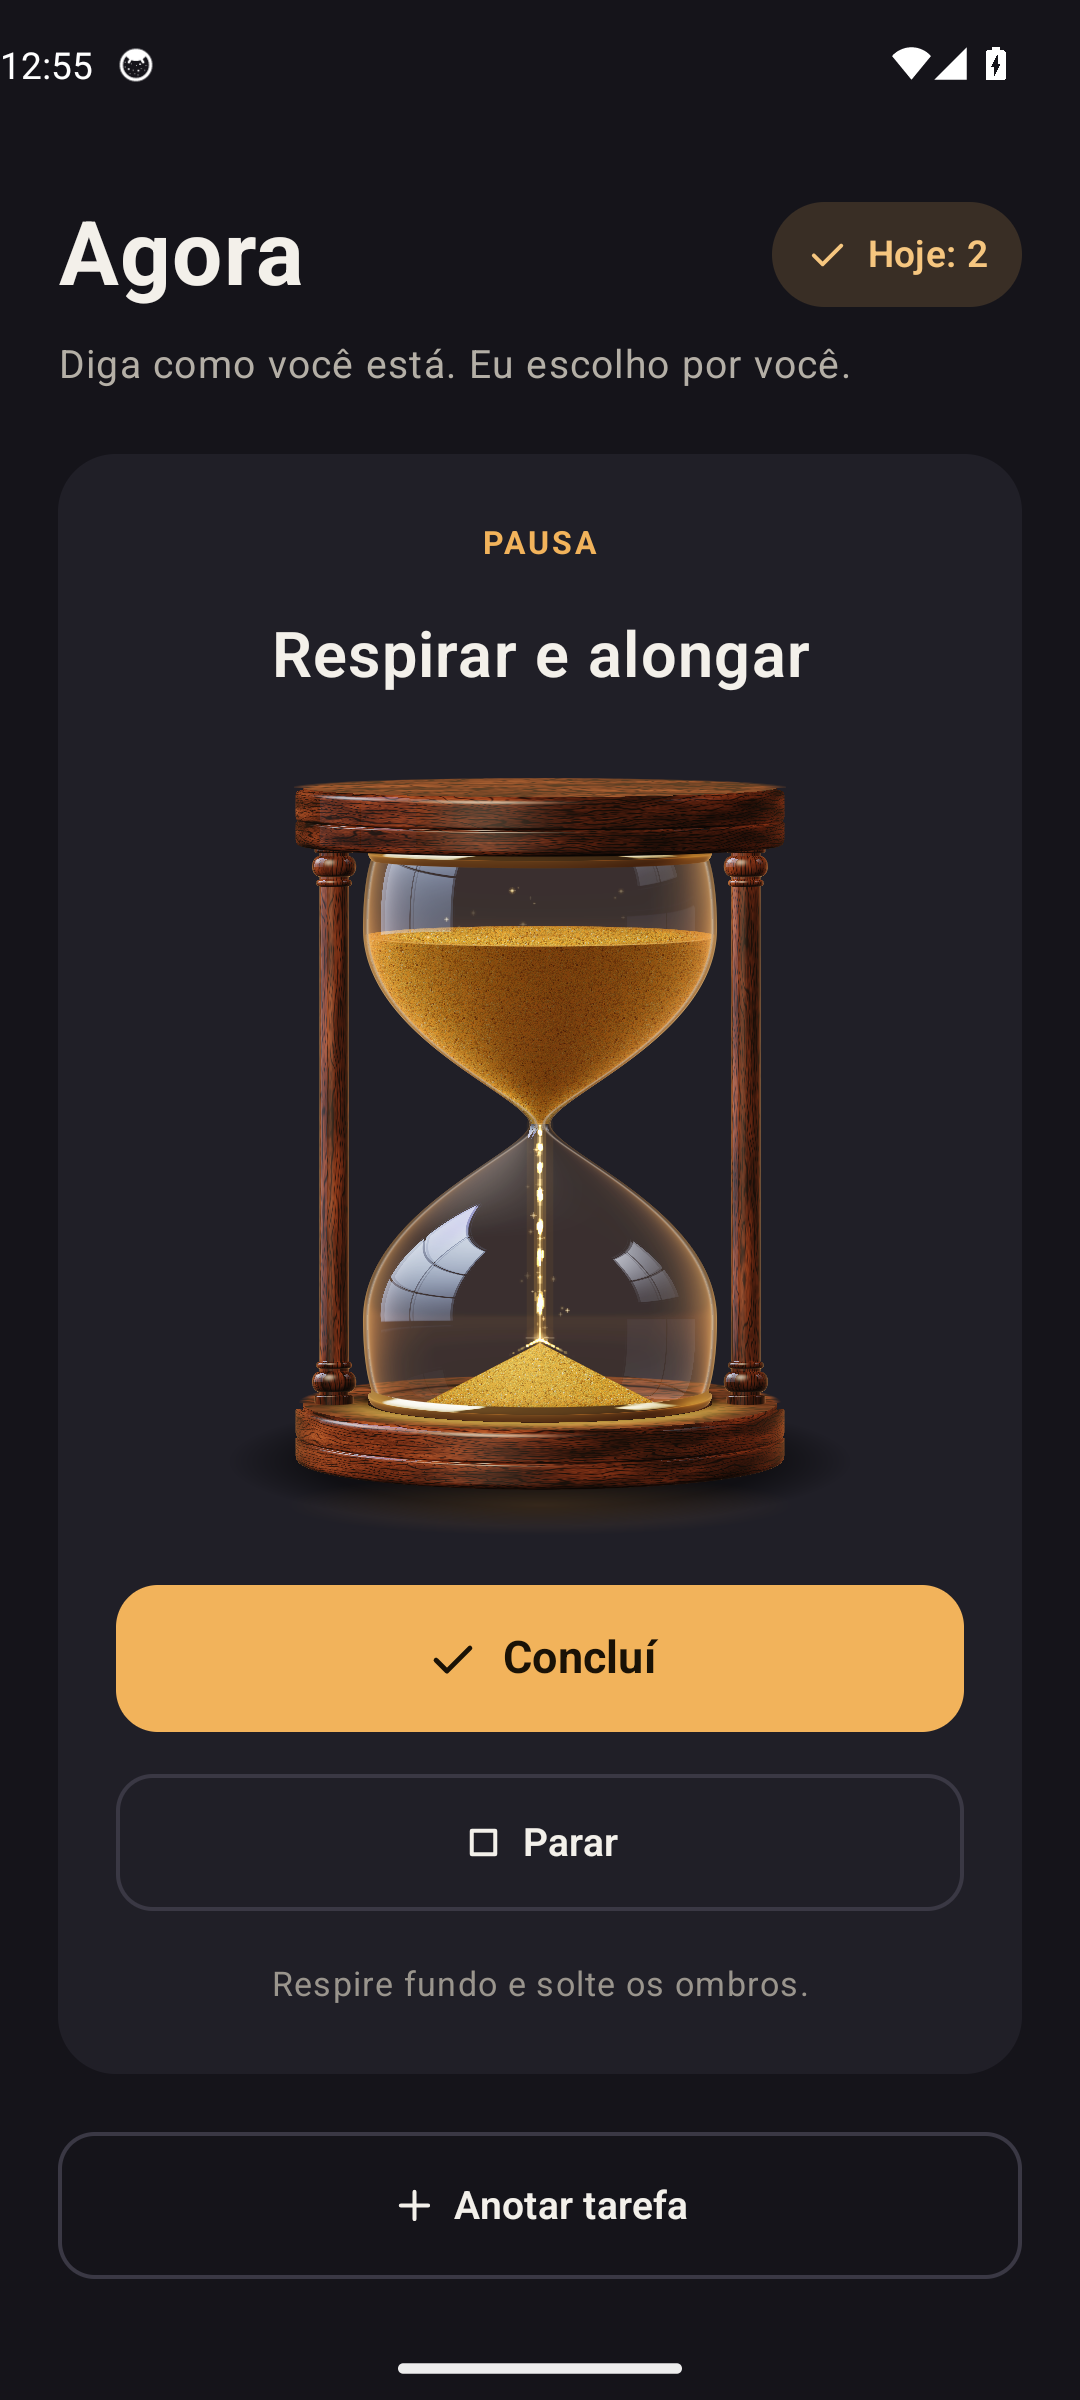 12:55
Agora
Hoje: 2
Diga como você está. Eu escolho por você.
PAUSA
Respirar e alongar
Concluí
Parar
Respire fundo e solte os ombros.
Anotar tarefa